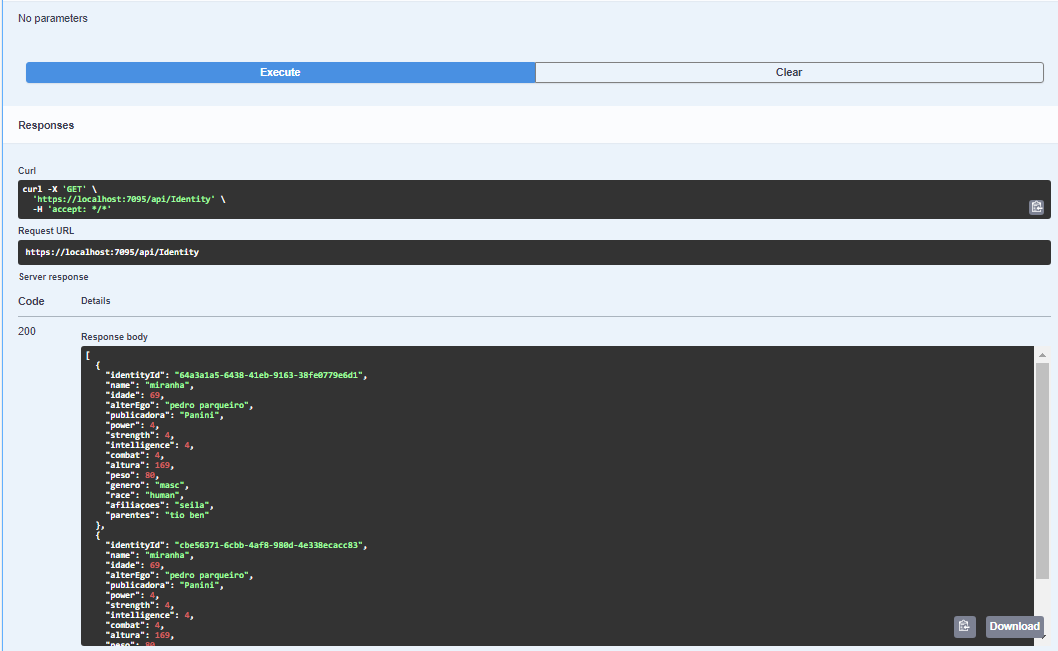 No parameters
Execute
Clear
Responses
Curl
curl -X 'GET' \
'https://localhost:7095/api/Identity' \
-H 'accept: */*'
Request URL
https://localhost:7095/api/Identity
Server response
Code Details
200
Response body
[
{
"identityId": "64a3a1a5-6438-41eb-9163-38fe0779e6d1",
"name": "miranha",
"idade": 69,
"alterEgo": "pedro parqueiro",
"publicadora": "Panini",
"power": 4,
"strength": 4,
"intelligence": 4,
"combat": 4,
"altura": 169,
"peso": 80,
"genero": "masc",
"race": "human",
"afiliaçoes": "seila",
"parentes": "tio ben"
},
{
"identityId": "cbe56371-6cbb-4af8-980d-4e338ecacc83",
"name": "miranha",
"idade": 69,
"alterEgo": "pedro parqueiro",
"publicadora": "Panini",
"power": 4,
"strength": 4,
"intelligence": 4,
"combat": 4,
"altura": 169,
"peso": 80,
Download